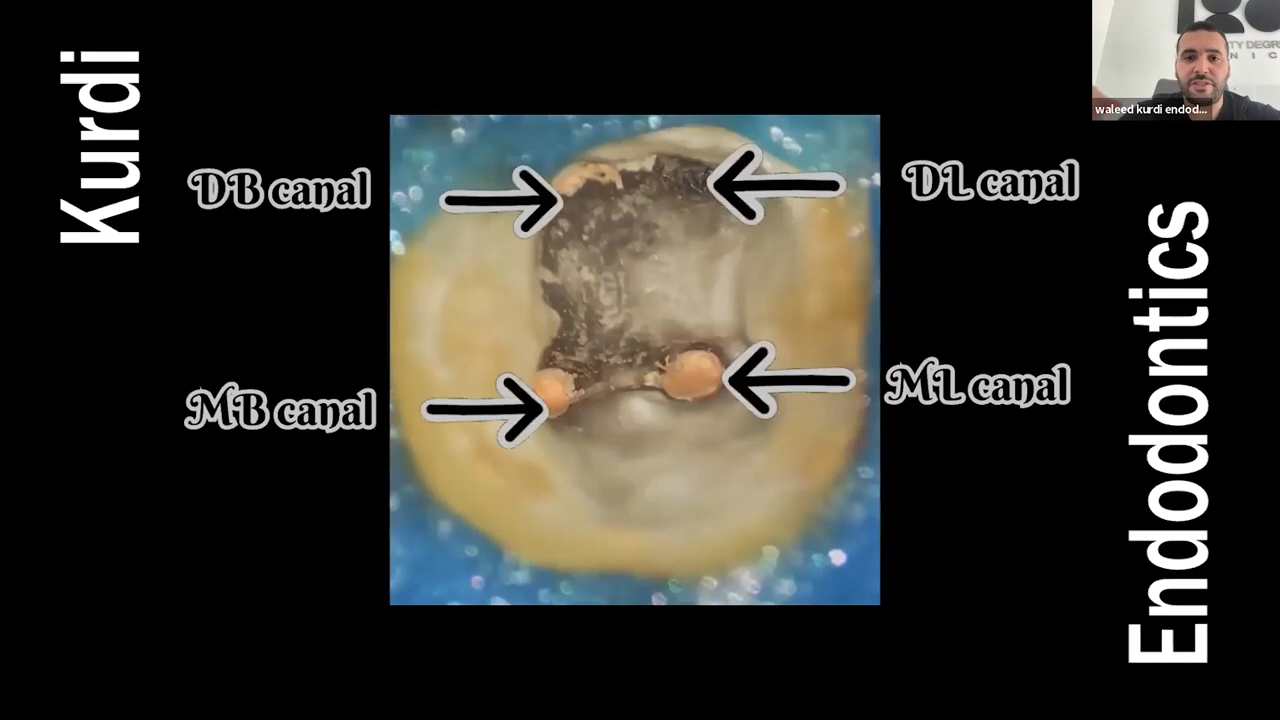 Kurdi
DB canal
DL canal
MB canal
ML canal
Endodontics
waleed kurdi endod...